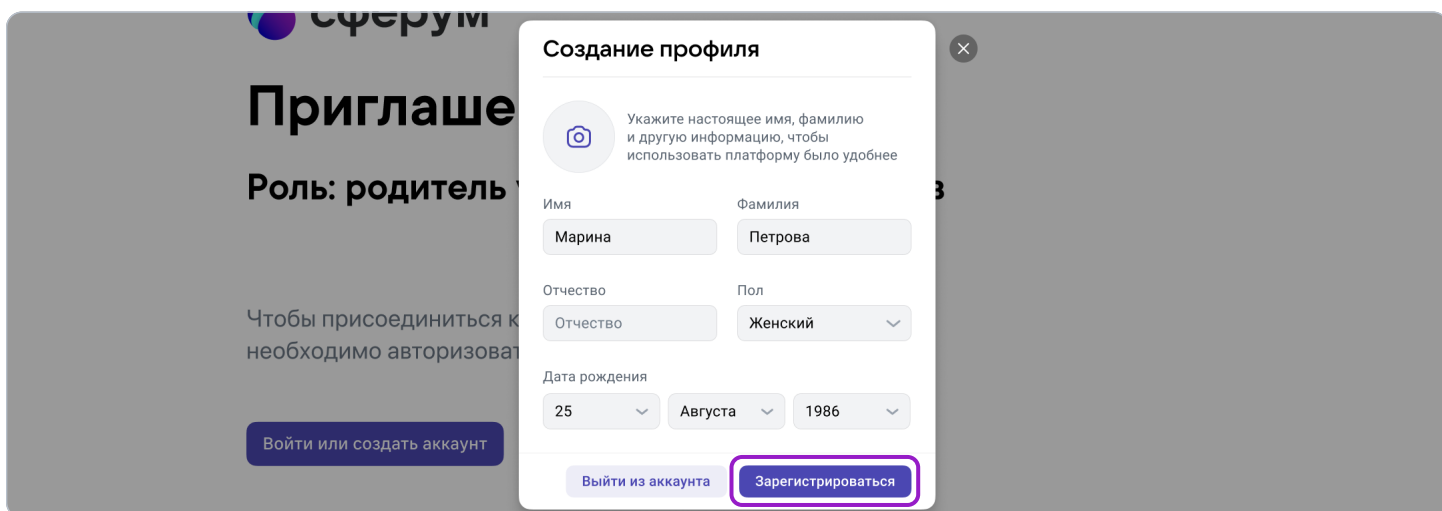 сферум
Создание профиля
Приглаше
Укажите настоящее имя, фамилию
и другую информацию, чтобы
использовать платформу было удобнее
Роль: родитель
Имя
Фамилия
Марина
Петрова
Отчество
Пол
Отчество
Женский
Чтобы присоединиться к
необходимо авторизоват
Дата рождения
25
Августа
1986
Войти или создать аккаунт
Выйти из аккаунта
Зарегистрироваться